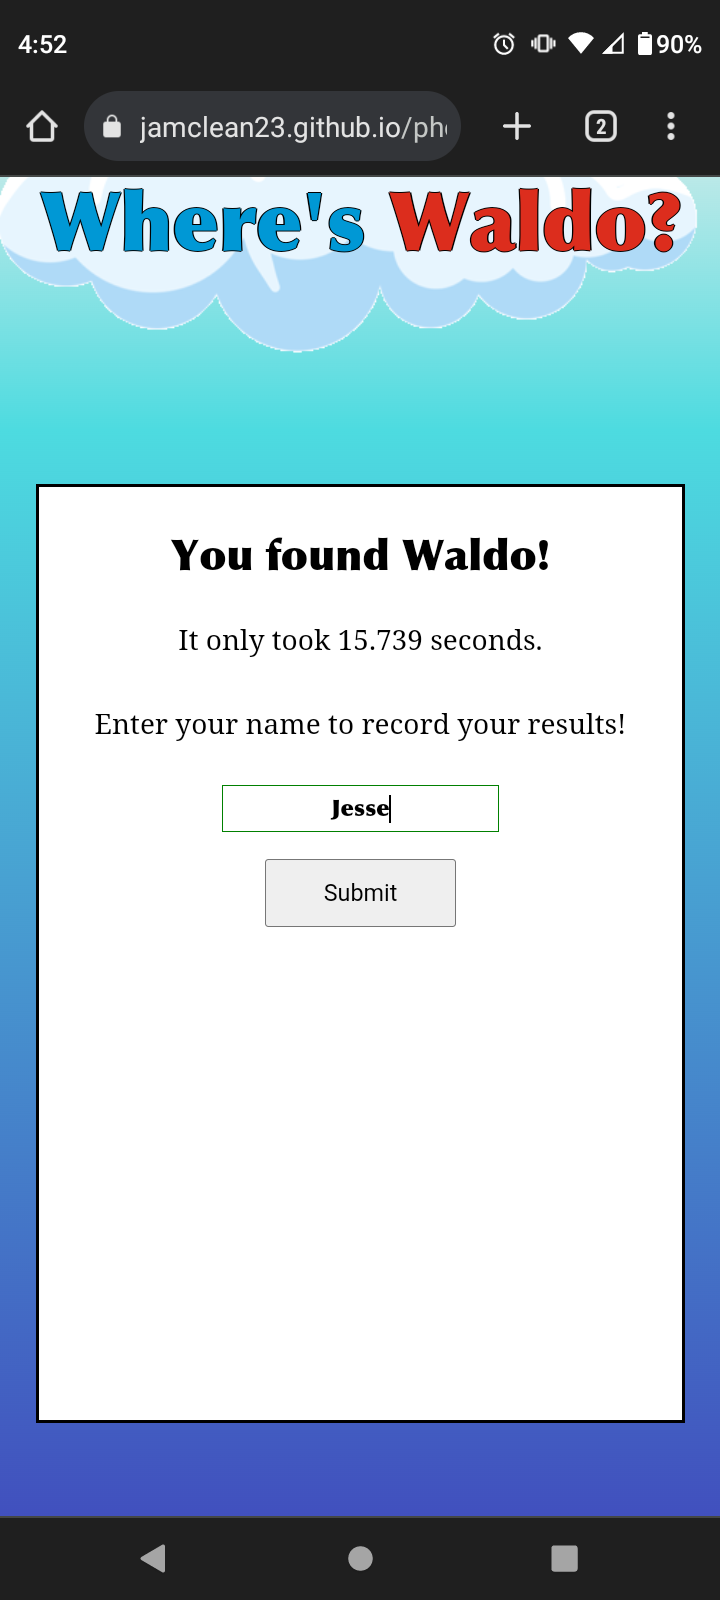 4:52
90%
jamclean23.github.io/ph
2
Where's Waldo?
You found Waldo!
It only took 15.739 seconds.
Enter your name to record your results!
Jesse
Submit